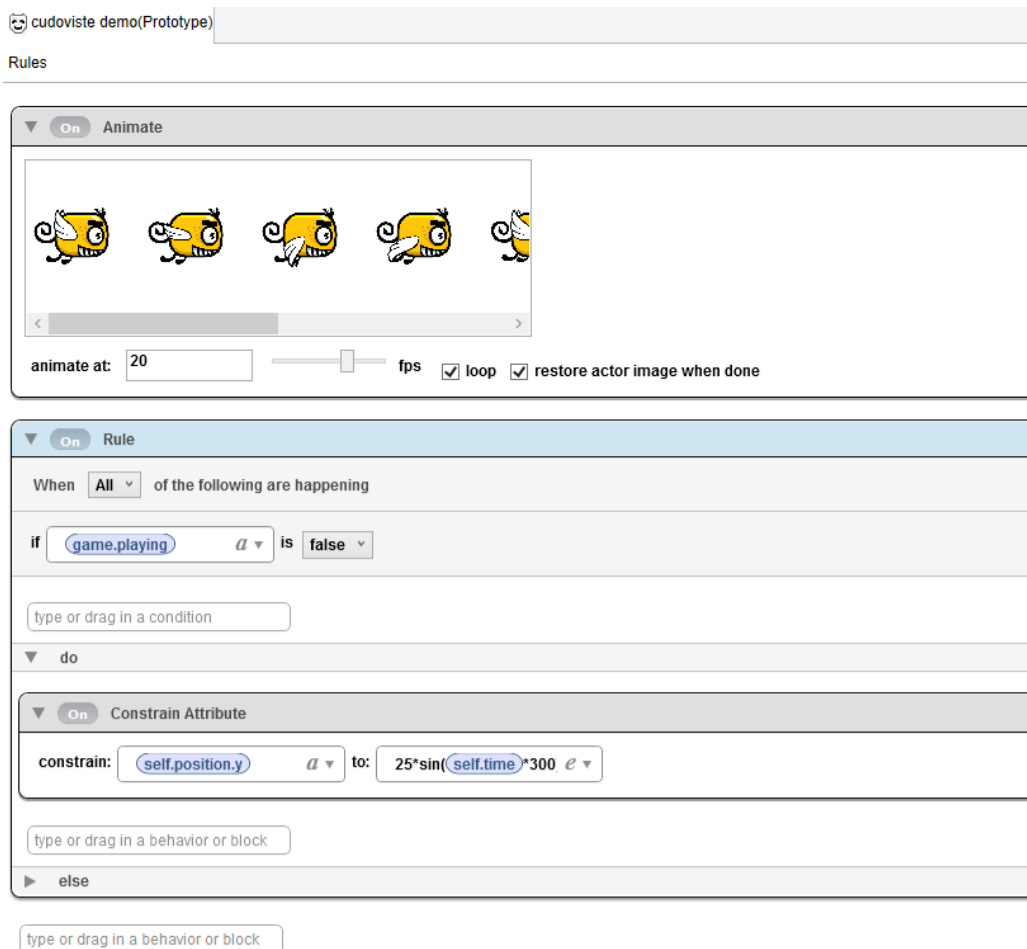 cudoviste demo(Prototype)
Rules
On Animate
animate at: 20 fps loop restore actor image when done
On Rule
When All of the following are happening
if game.playing a is false
type or drag in a condition
do
On Constrain Attribute
constrain: self.position.y a to: 25*sin(self.time*300 e
type or drag in a behavior or block
else
type or drag in a behavior or block